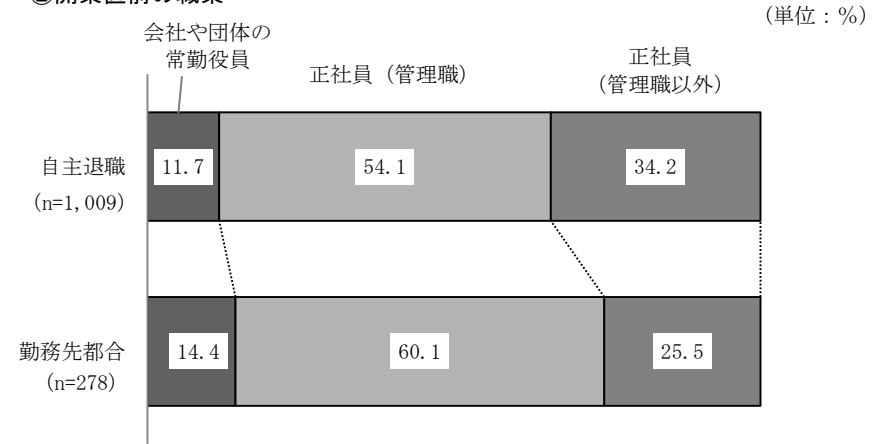 (単位：%)
会社や団体の
常勤役員
正社員（管理職）
正社員
（管理職以外）
自主退職
(n=1,009)
11.7
54.1
34.2
勤務先都合
(n=278)
14.4
60.1
25.5